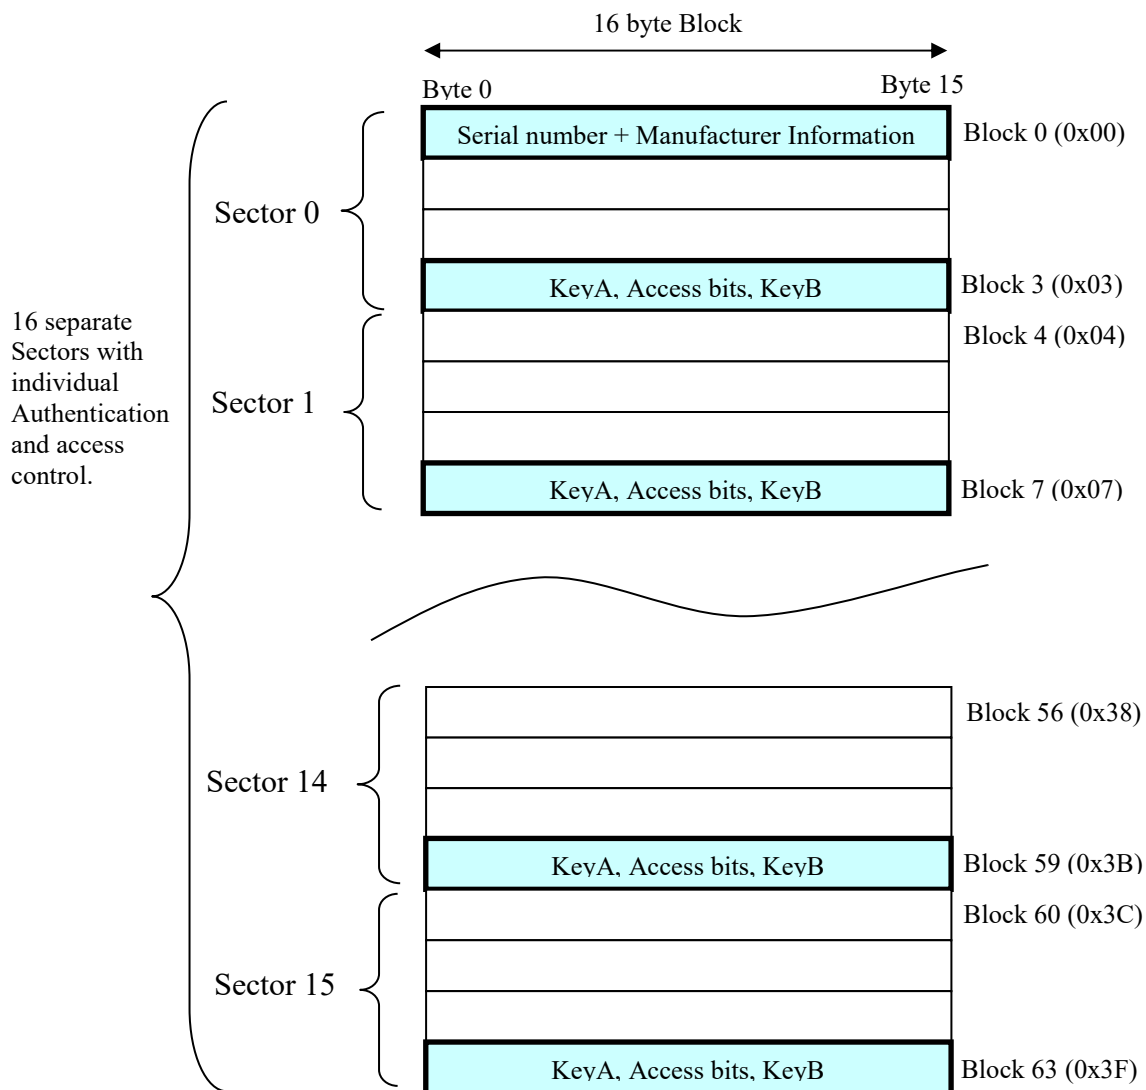 16 byte Block
Byte 0
Byte 15
Serial number + Manufacturer Information
Block 0 (0x00)
Sector 0
KeyA, Access bits, KeyB
Block 3 (0x03)
Block 4 (0x04)
Sector 1
KeyA, Access bits, KeyB
Block 7 (0x07)
16 separate
Sectors with
individual
Authentication
and access
control.
Block 56 (0x38)
Sector 14
KeyA, Access bits, KeyB
Block 59 (0x3B)
Block 60 (0x3C)
Sector 15
KeyA, Access bits, KeyB
Block 63 (0x3F)